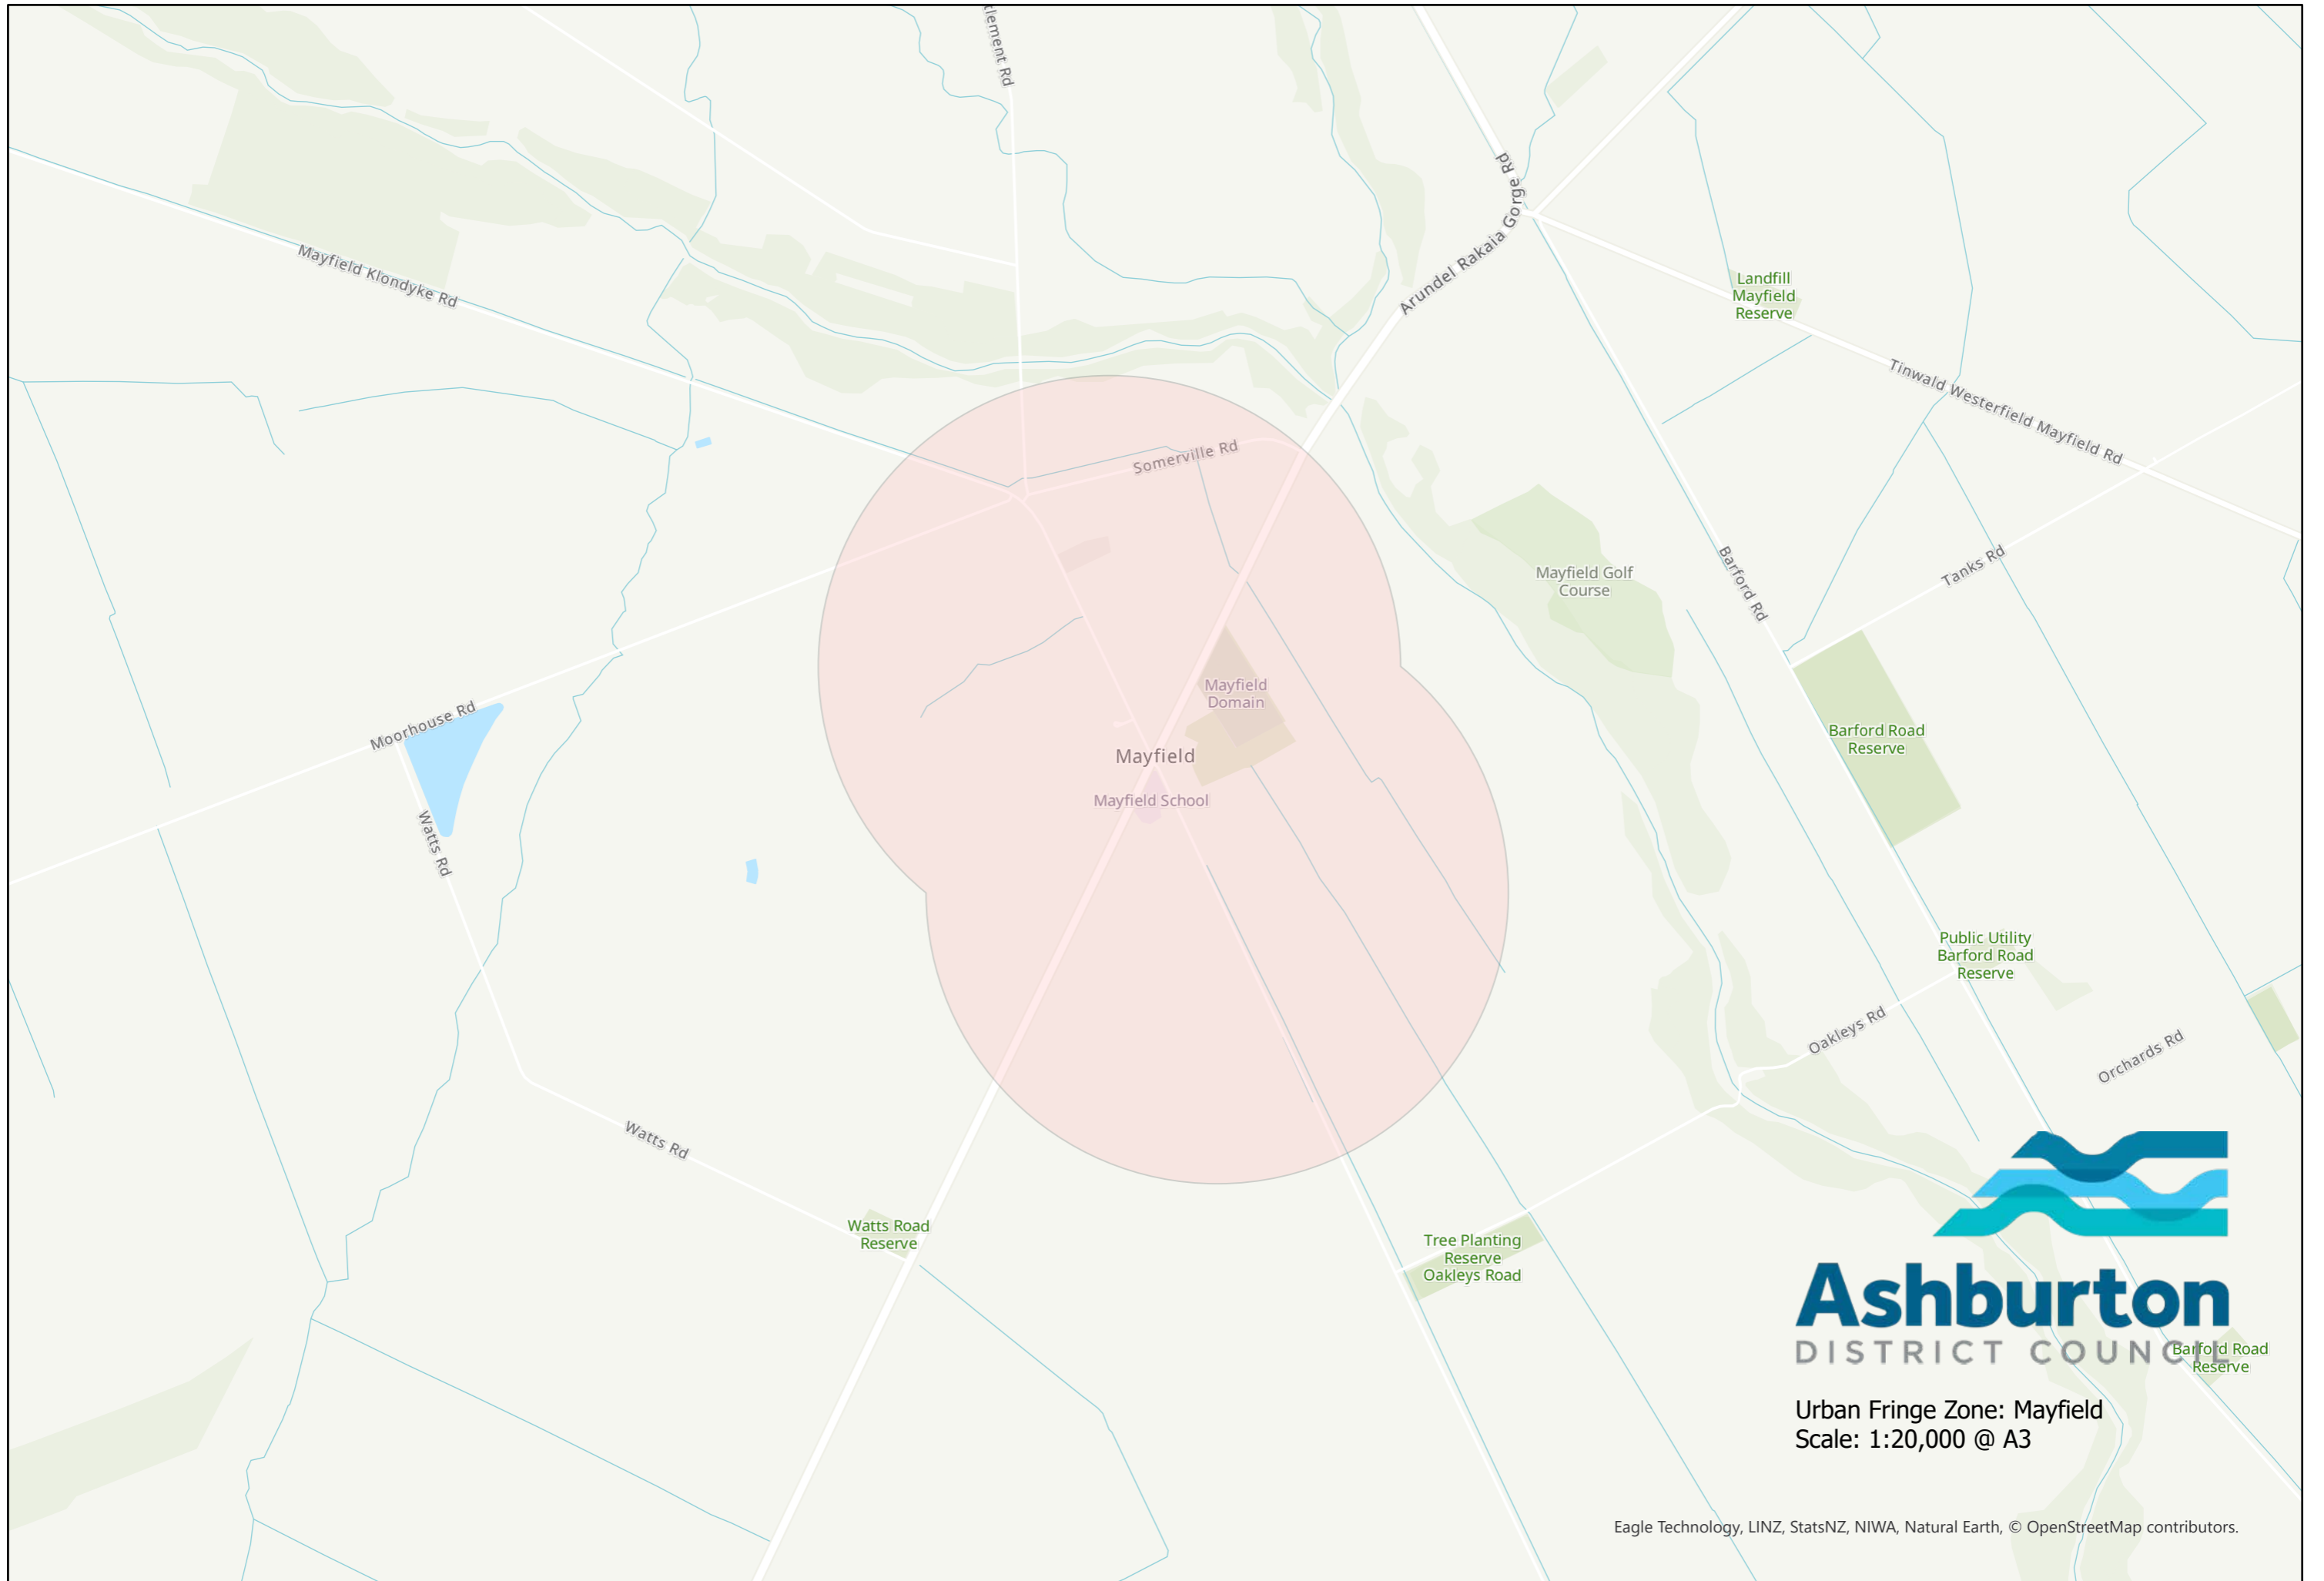 tlement Rd
Arundel Rakaia Gorge Rd
Mayfield Klondyke Rd
Landfill
Mayfield
Reserve
Tinwald Westerfield Mayfield Rd
Somerville Rd
Mayfield Golf
Course
Barford Rd
Tanks Rd
Mayfield
Domain
Moorhouse Rd
Barford Road
Reserve
Mayfield
Mayfield School
Watts Rd
Public Utility
Barford Road
Reserve
Oakleys Rd
Orchards Rd
Watts Rd
Watts Road
Reserve
Tree Planting
Reserve
Oakleys Road
Ashburton
DISTRICT COUNCIL
Barford Road
Reserve
Urban Fringe Zone: Mayfield
Scale: 1:20,000 @ A3
Eagle Technology, LINZ, StatsNZ, NIWA, Natural Earth, © OpenStreetMap contributors.